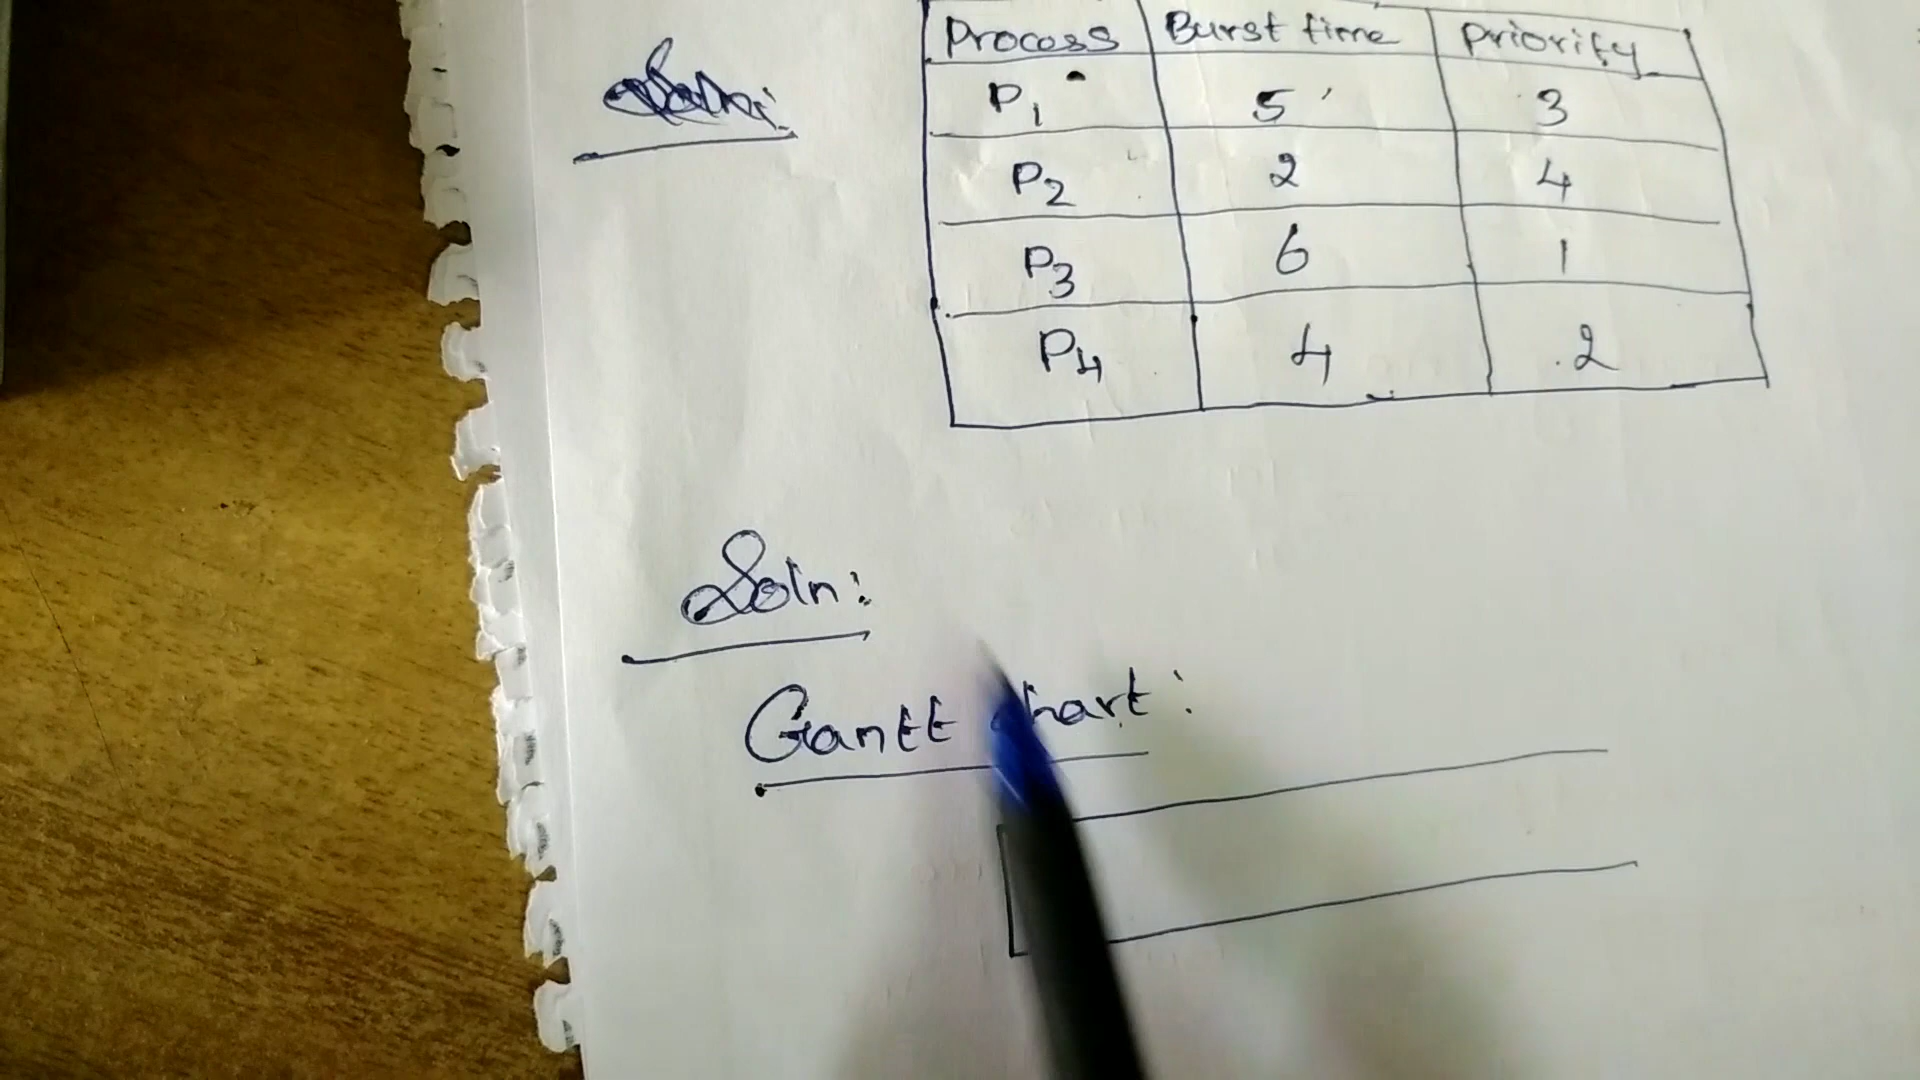 Process Burst time Priority
P1 5 3
P2 2 4
P3 6 1
P4 4 2
Soln:
Gantt chart: